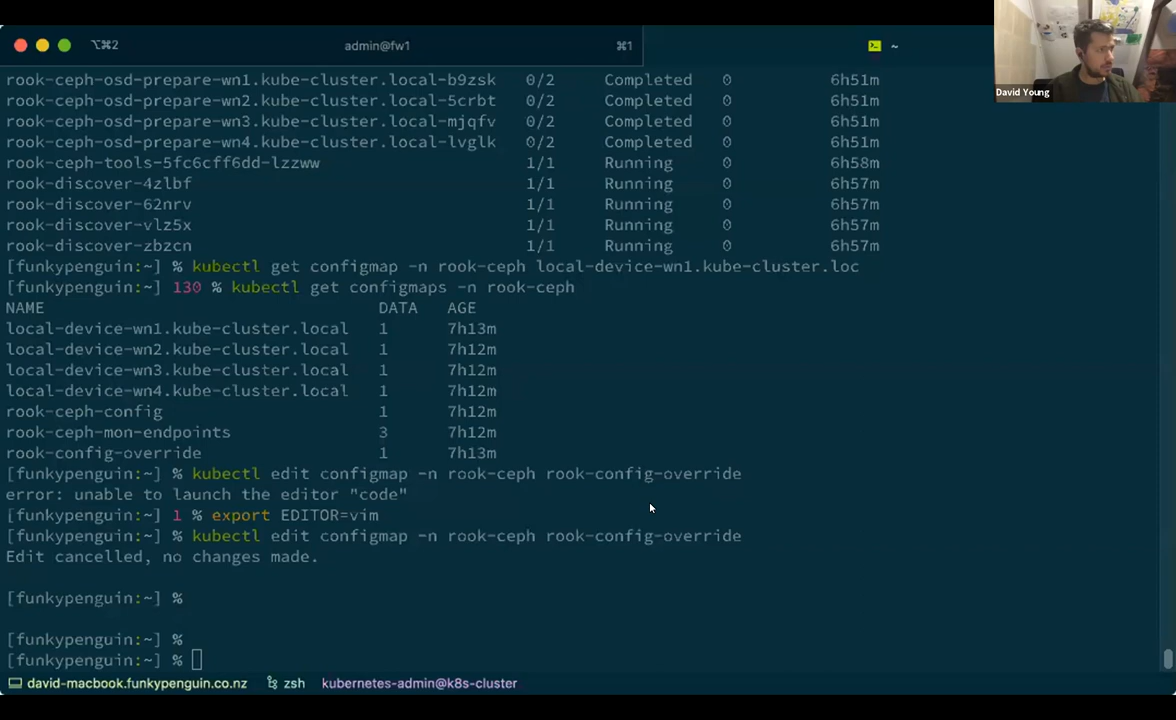 ⌥⌘2 admin@fw1 ⌘1 ~
rook-ceph-osd-prepare-wn1.kube-cluster.local-b9zsk 0/2 Completed 0 6h51m
rook-ceph-osd-prepare-wn2.kube-cluster.local-5crbt 0/2 Completed 0 6h51m
rook-ceph-osd-prepare-wn3.kube-cluster.local-mjqfv 0/2 Completed 0 6h51m
rook-ceph-osd-prepare-wn4.kube-cluster.local-lvglk 0/2 Completed 0 6h51m
rook-ceph-tools-5fc6cff6dd-lzzww 1/1 Running 0 6h58m
rook-discover-4zlbf 1/1 Running 0 6h57m
rook-discover-62nrv 1/1 Running 0 6h57m
rook-discover-vlz5x 1/1 Running 0 6h57m
rook-discover-zbzcn 1/1 Running 0 6h57m
[funkypenguin:~] % kubectl get configmap -n rook-ceph local-device-wn1.kube-cluster.loc
[funkypenguin:~] 130 % kubectl get configmaps -n rook-ceph
NAME DATA AGE
local-device-wn1.kube-cluster.local 1 7h13m
local-device-wn2.kube-cluster.local 1 7h12m
local-device-wn3.kube-cluster.local 1 7h12m
local-device-wn4.kube-cluster.local 1 7h12m
rook-ceph-config 1 7h12m
rook-ceph-mon-endpoints 3 7h12m
rook-config-override 1 7h13m
[funkypenguin:~] % kubectl edit configmap -n rook-ceph rook-config-override
error: unable to launch the editor "code"
[funkypenguin:~] 1 % export EDITOR=vim
[funkypenguin:~] % kubectl edit configmap -n rook-ceph rook-config-override
Edit cancelled, no changes made.
[funkypenguin:~] %
[funkypenguin:~] %
[funkypenguin:~] %
david-macbook.funkypenguin.co.nz zsh kubernetes-admin@k8s-cluster
David Young